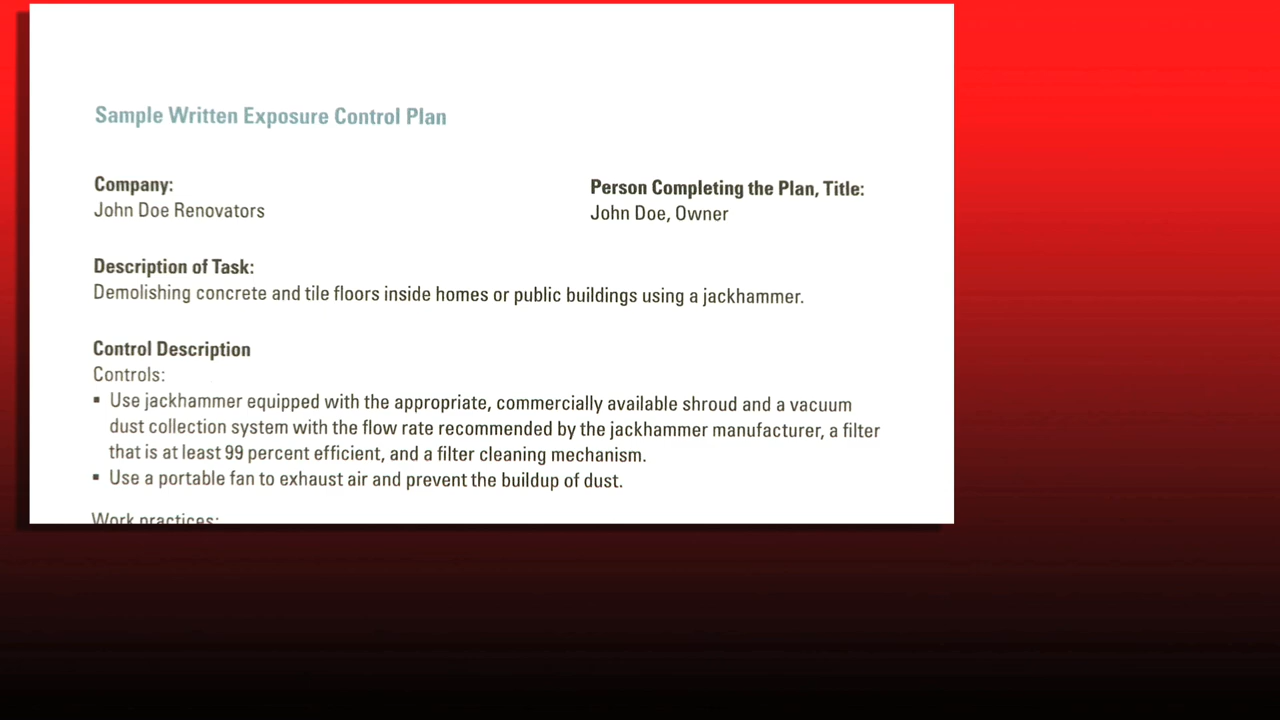 Sample Written Exposure Control Plan
Company:
John Doe Renovators
Person Completing the Plan, Title:
John Doe, Owner
Description of Task:
Demolishing concrete and tile floors inside homes or public buildings using a jackhammer.
Control Description
Controls:
▪ Use jackhammer equipped with the appropriate, commercially available shroud and a vacuum
dust collection system with the flow rate recommended by the jackhammer manufacturer, a filter
that is at least 99 percent efficient, and a filter cleaning mechanism.
▪ Use a portable fan to exhaust air and prevent the buildup of dust.
Work practices: